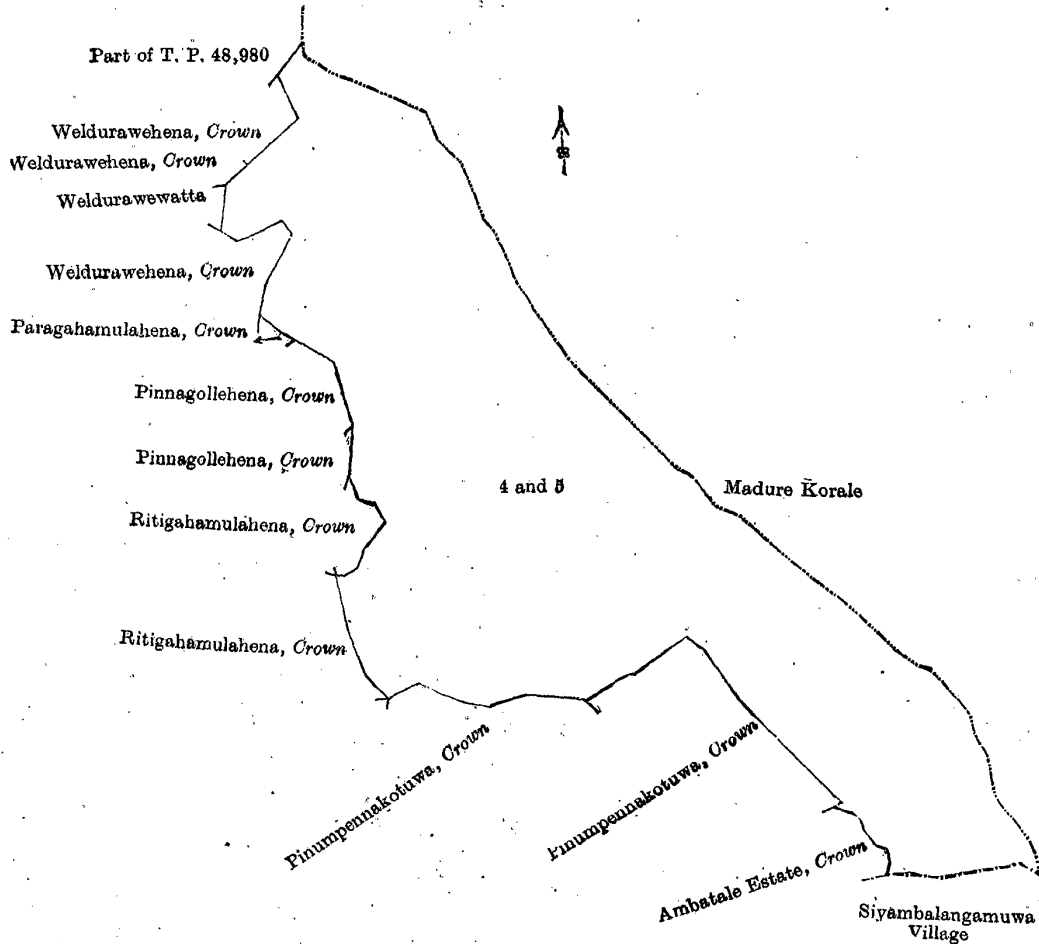 Part of T. P. 48,980
Weldurawehena, Crown
Weldurawehena, Crown
Weldurawewatta
Weldurawehena, Crown
Paragahamulahena, Crown
Pinnagollehena, Crown
Pinnagollehena, Crown
4 and 5
Madure Korale
Ritigahamulahena, Crown
Ritigahamulahena, Crown
Pinumpennakotuwa, Crown
Pinumpennakotuwa, Crown
Ambatale Estate, Crown
Siyambalangamuwa
Village